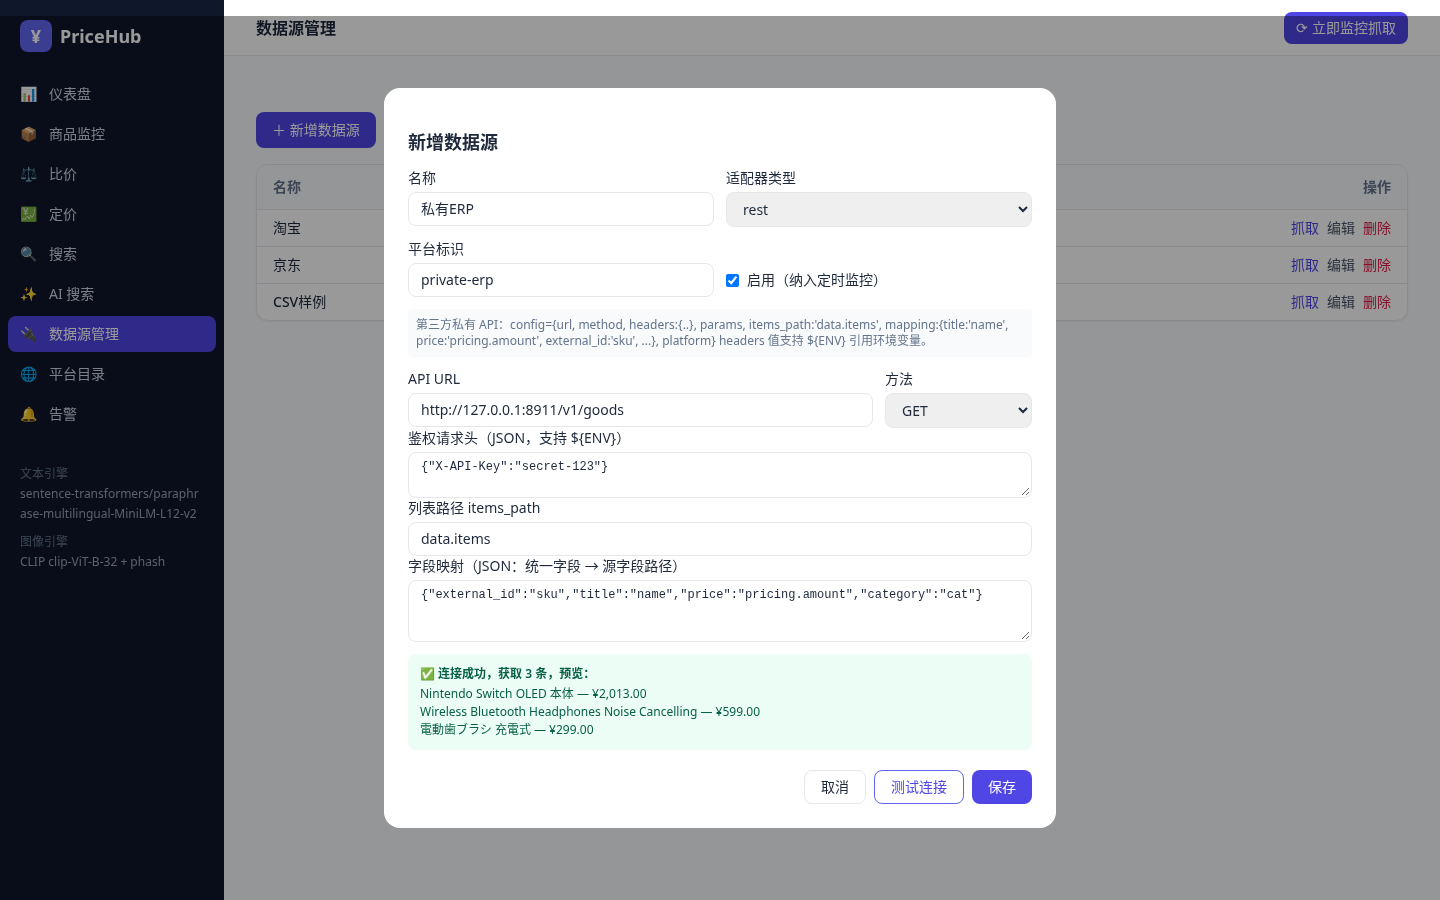 ¥ PriceHub
📊 仪表盘
📦 商品监控
⚖️ 比价
💹 定价
🔍 搜索
✨ AI 搜索
🔌 数据源管理
🌐 平台目录
🔔 告警
文本引擎
sentence-transformers/paraphr
ase-multilingual-MiniLM-L12-v2
图像引擎
CLIP clip-ViT-B-32 + phash
数据源管理
⟳ 立即监控抓取
＋ 新增数据源
名称
操作
淘宝
抓取 编辑 删除
京东
抓取 编辑 删除
CSV样例
抓取 编辑 删除
新增数据源
名称
适配器类型
私有ERP
rest
平台标识
private-erp
启用（纳入定时监控）
第三方私有 API：config={url, method, headers:{..}, params, items_path:'data.items', mapping:{title:'name',
price:'pricing.amount', external_id:'sku', ...}, platform} headers 值支持 ${ENV} 引用环境变量。
API URL
方法
http://127.0.0.1:8911/v1/goods
GET
鉴权请求头（JSON，支持 ${ENV}）
{"X-API-Key":"secret-123"}
列表路径 items_path
data.items
字段映射（JSON：统一字段 → 源字段路径）
{"external_id":"sku","title":"name","price":"pricing.amount","category":"cat"}
✅ 连接成功，获取 3 条，预览：
Nintendo Switch OLED 本体 — ¥2,013.00
Wireless Bluetooth Headphones Noise Cancelling — ¥599.00
電動歯ブラシ 充電式 — ¥299.00
取消
测试连接
保存